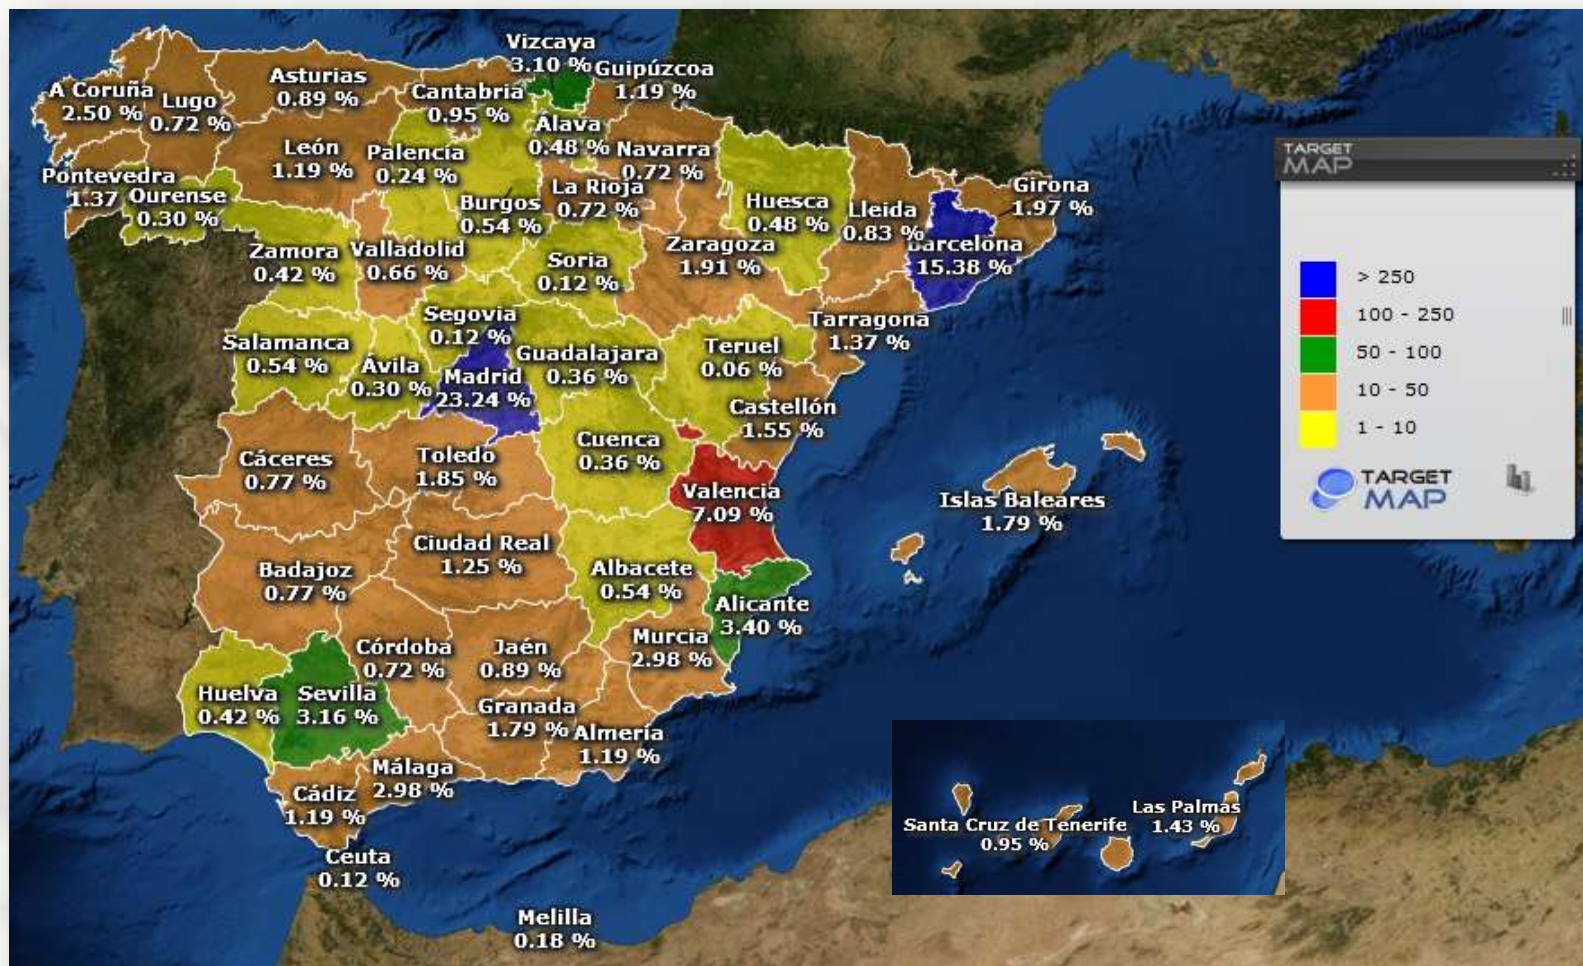 Vizcaya
3.10 %
Guipúzcoa
1.19 %
A Coruña
2.50 %
Lugo
0.72 %
Asturias
0.89 %
Cantabria
0.95 %
Álava
0.48 %
Navarra
0.72 %
León
1.19 %
Palencia
0.24 %
La Rioja
0.72 %
Pontevedra
1.37
Ourense
0.30 %
Burgos
0.54 %
Huesca
0.48 %
Lleida
0.83 %
Girona
1.97 %
Barcelona
15.38 %
Zamora
0.42 %
Valladolid
0.66 %
Soria
0.12 %
Zaragoza
1.91 %
Segovia
0.12 %
Tarragona
1.37 %
Salamanca
0.54 %
Ávila
0.30 %
Madrid
23.24 %
Guadalajara
0.36 %
Teruel
0.06 %
Castellón
1.55 %
Cáceres
0.77 %
Toledo
1.85 %
Cuenca
0.36 %
Valencia
7.09 %
Islas Baleares
1.79 %
Badajoz
0.77 %
Ciudad Real
1.25 %
Albacete
0.54 %
Alicante
3.40 %
Murcia
2.98 %
Córdoba
0.72 %
Jaén
0.89 %
Huelva
0.42 %
Sevilla
3.16 %
Granada
1.79 %
Almería
1.19 %
Málaga
2.98 %
Cádiz
1.19 %
Ceuta
0.12 %
Melilla
0.18 %
Santa Cruz de Tenerife
0.95 %
Las Palmas
1.43 %
TARGET
MAP
> 250
100 - 250
50 - 100
10 - 50
1 - 10
TARGET
MAP